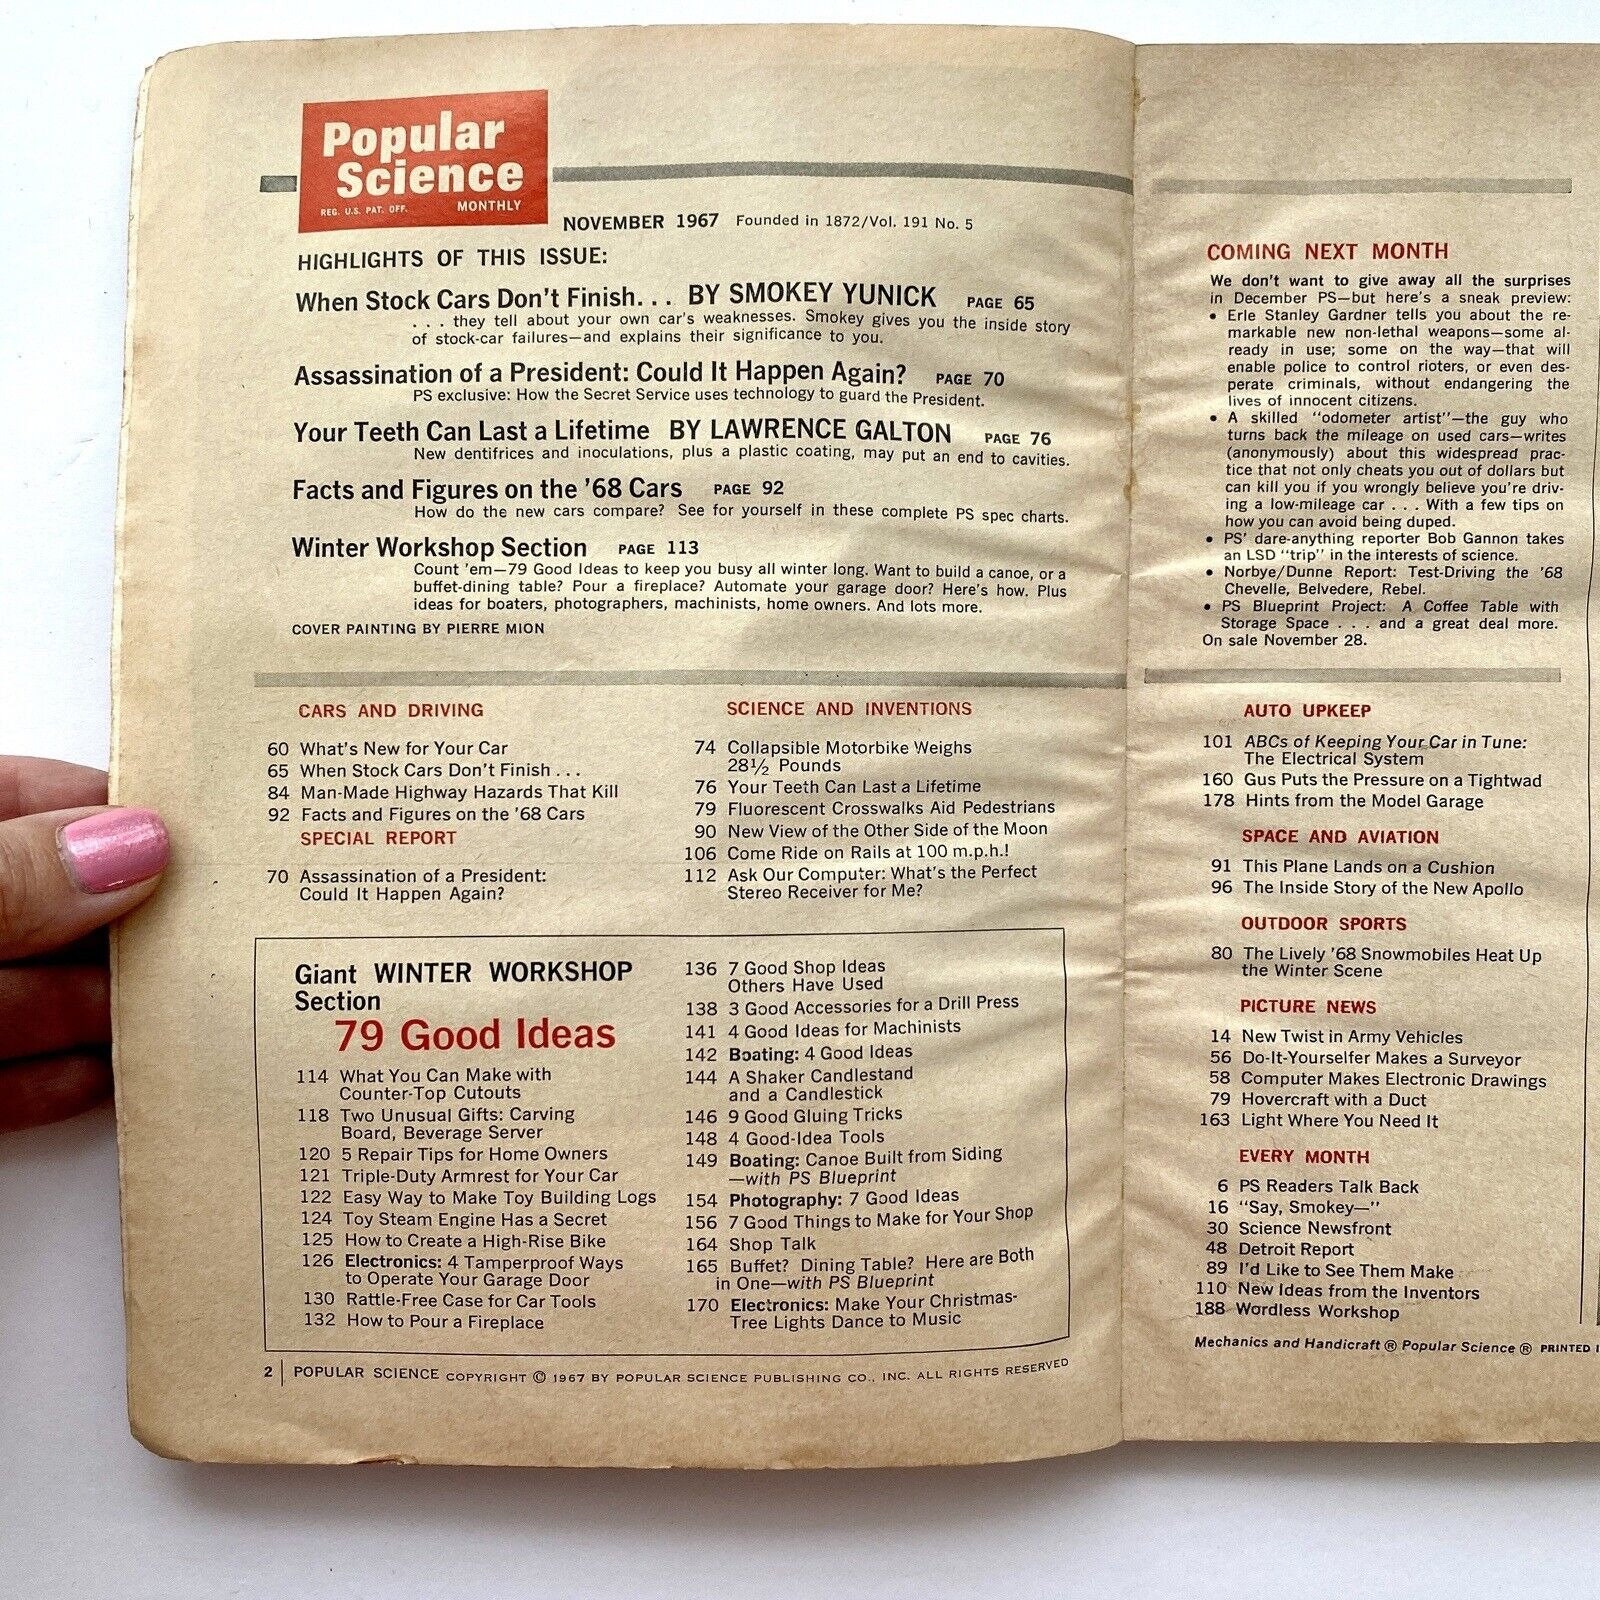 Popular
Science
REG. U.S. PAT. OFF. MONTHLY
NOVEMBER 1967 Founded in 1872/Vol. 191 No. 5
HIGHLIGHTS OF THIS ISSUE:
When Stock Cars Don't Finish... BY SMOKEY YUNICK PAGE 65
. . . they tell about your own car's weaknesses. Smokey gives you the inside story
of stock-car failures—and explains their significance to you.
Assassination of a President: Could It Happen Again? PAGE 70
PS exclusive: How the Secret Service uses technology to guard the President.
Your Teeth Can Last a Lifetime BY LAWRENCE GALTON PAGE 76
New dentifrices and inoculations, plus a plastic coating, may put an end to cavities.
Facts and Figures on the '68 Cars PAGE 92
How do the new cars compare? See for yourself in these complete PS spec charts.
Winter Workshop Section PAGE 113
Count 'em—79 Good Ideas to keep you busy all winter long. Want to build a canoe, or a
buffet-dining table? Pour a fireplace? Automate your garage door? Here's how. Plus
ideas for boaters, photographers, machinists, home owners. And lots more.
COVER PAINTING BY PIERRE MION
CARS AND DRIVING
60 What's New for Your Car
65 When Stock Cars Don't Finish . . .
84 Man-Made Highway Hazards That Kill
92 Facts and Figures on the '68 Cars
SPECIAL REPORT
70 Assassination of a President:
Could It Happen Again?
SCIENCE AND INVENTIONS
74 Collapsible Motorbike Weighs
28½ Pounds
76 Your Teeth Can Last a Lifetime
79 Fluorescent Crosswalks Aid Pedestrians
90 New View of the Other Side of the Moon
106 Come Ride on Rails at 100 m.p.h.!
112 Ask Our Computer: What's the Perfect
Stereo Receiver for Me?
Giant WINTER WORKSHOP
Section
79 Good Ideas
114 What You Can Make with
Counter-Top Cutouts
118 Two Unusual Gifts: Carving
Board, Beverage Server
120 5 Repair Tips for Home Owners
121 Triple-Duty Armrest for Your Car
122 Easy Way to Make Toy Building Logs
124 Toy Steam Engine Has a Secret
125 How to Create a High-Rise Bike
126 Electronics: 4 Tamperproof Ways
to Operate Your Garage Door
130 Rattle-Free Case for Car Tools
132 How to Pour a Fireplace
136 7 Good Shop Ideas
Others Have Used
138 3 Good Accessories for a Drill Press
141 4 Good Ideas for Machinists
142 Boating: 4 Good Ideas
144 A Shaker Candlestand
and a Candlestick
146 9 Good Gluing Tricks
148 4 Good-Idea Tools
149 Boating: Canoe Built from Siding
—with PS Blueprint
154 Photography: 7 Good Ideas
156 7 Good Things to Make for Your Shop
164 Shop Talk
165 Buffet? Dining Table? Here are Both
in One—with PS Blueprint
170 Electronics: Make Your Christmas-
Tree Lights Dance to Music
2 | POPULAR SCIENCE COPYRIGHT © 1967 BY POPULAR SCIENCE PUBLISHING CO., INC. ALL RIGHTS RESERVED
COMING NEXT MONTH
We don't want to give away all the surprises
in December PS—but here's a sneak preview:
• Erle Stanley Gardner tells you about the re-
markable new non-lethal weapons—some al-
ready in use; some on the way—that will
enable police to control rioters, or even des-
perate criminals, without endangering the
lives of innocent citizens.
• A skilled "odometer artist"—the guy who
turns back the mileage on used cars—writes
(anonymously) about this widespread prac-
tice that not only cheats you out of dollars but
can kill you if you wrongly believe you're driv-
ing a low-mileage car . . . With a few tips on
how you can avoid being duped.
• PS' dare-anything reporter Bob Gannon takes
an LSD "trip" in the interests of science.
• Norbye/Dunne Report: Test-Driving the '68
Chevelle, Belvedere, Rebel.
• PS Blueprint Project: A Coffee Table with
Storage Space . . . and a great deal more.
On sale November 28.
AUTO UPKEEP
101 ABCs of Keeping Your Car in Tune:
The Electrical System
160 Gus Puts the Pressure on a Tightwad
178 Hints from the Model Garage
SPACE AND AVIATION
91 This Plane Lands on a Cushion
96 The Inside Story of the New Apollo
OUTDOOR SPORTS
80 The Lively '68 Snowmobiles Heat Up
the Winter Scene
PICTURE NEWS
14 New Twist in Army Vehicles
56 Do-It-Yourselfer Makes a Surveyor
58 Computer Makes Electronic Drawings
79 Hovercraft with a Duct
163 Light Where You Need It
EVERY MONTH
6 PS Readers Talk Back
16 "Say, Smokey—"
30 Science Newsfront
48 Detroit Report
89 I'd Like to See Them Make
110 New Ideas from the Inventors
188 Wordless Workshop
Mechanics and Handicraft ® Popular Science ® PRINTED